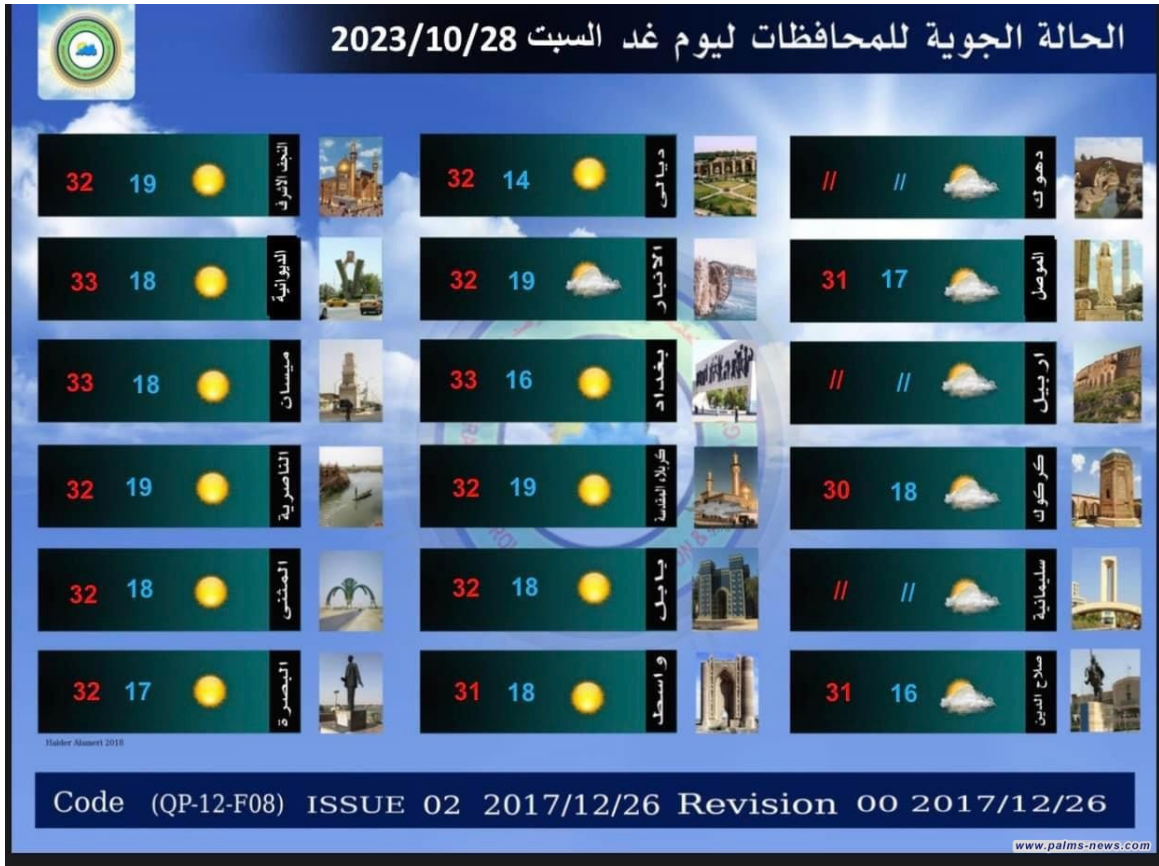 الحالة الجوية للمحافظات ليوم غد السبت 2023/10/28
دهوك // //
الموصل 17 31
اربيل // //
كركوك 18 30
سليمانية // //
صلاح الدين 16 31
ديالى 14 32
الانبار 19 32
بغداد 16 33
كربلاء المقدسة 19 32
بابل 18 32
واسط 18 31
النجف الاشرف 19 32
الديوانية 18 33
ميسان 18 33
الناصرية 19 32
المثنى 18 32
البصرة 17 32
Haider Alameri 2018
Code (QP-12-F08) ISSUE 02 2017/12/26 Revision 00 2017/12/26
www.palms-news.com